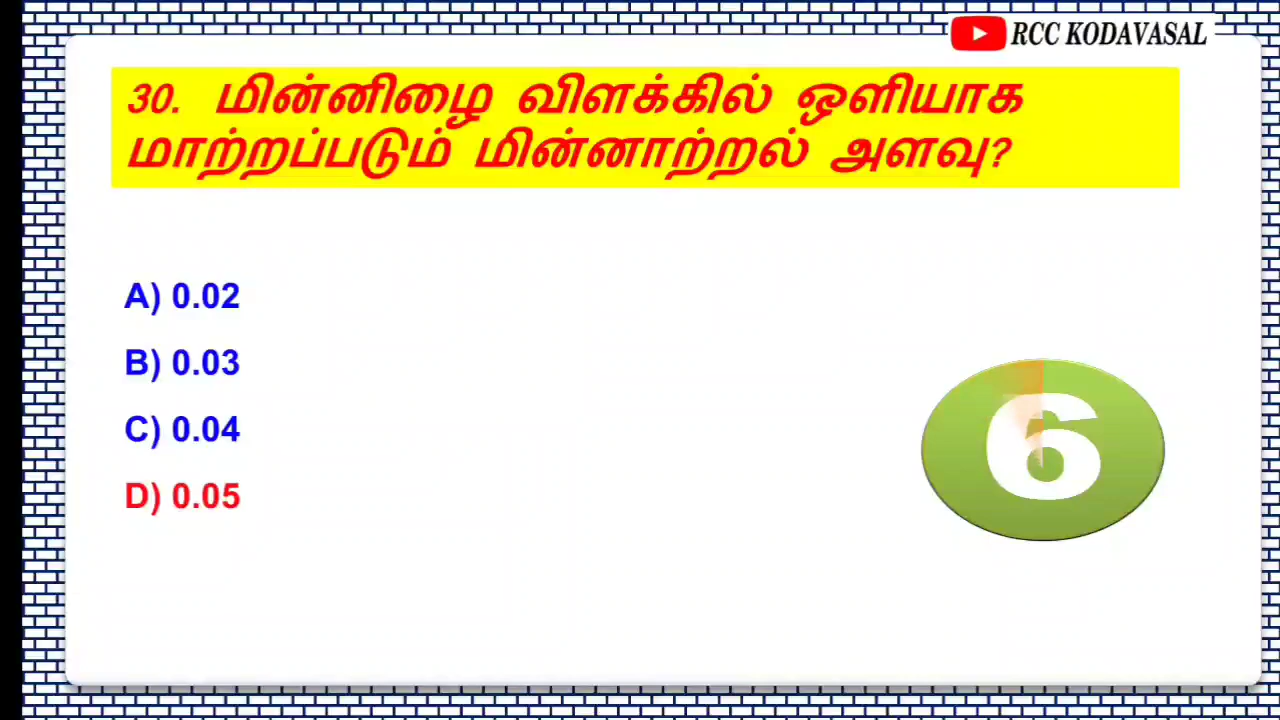 RCC KODAVASAL
30. மின்னிழை விளக்கில் ஒளியாக
மாற்றப்படும் மின்னாற்றல் அளவு?
A) 0.02
B) 0.03
C) 0.04
D) 0.05
6